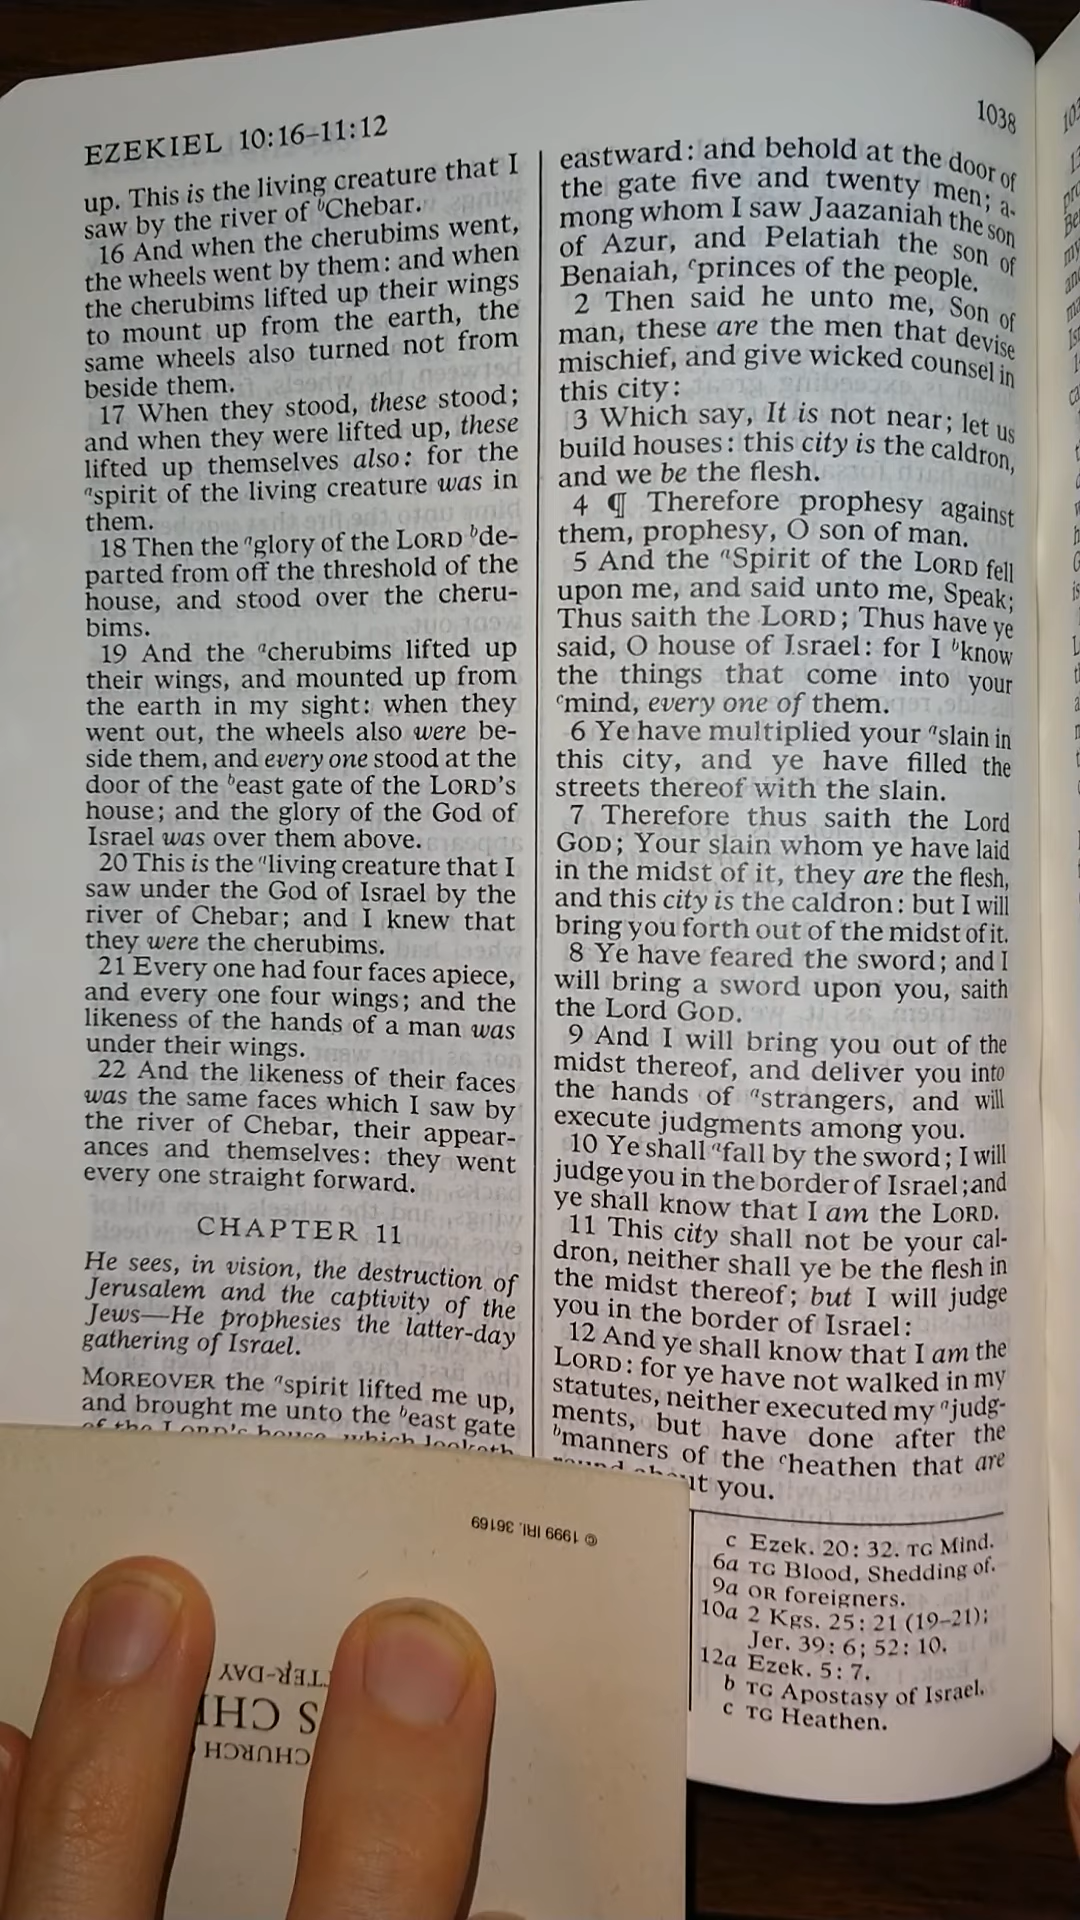 EZEKIEL 10:16–11:12
1038
up. This is the living creature that I
saw by the river of bChebar.
16 And when the cherubims went,
the wheels went by them: and when
the cherubims lifted up their wings
to mount up from the earth, the
same wheels also turned not from
beside them.
17 When they stood, these stood;
and when they were lifted up, these
lifted up themselves also: for the
aspirit of the living creature was in
them.
18 Then the aglory of the LORD bde-
parted from off the threshold of the
house, and stood over the cheru-
bims.
19 And the acherubims lifted up
their wings, and mounted up from
the earth in my sight: when they
went out, the wheels also were be-
side them, and every one stood at the
door of the beast gate of the LORD'S
house; and the glory of the God of
Israel was over them above.
20 This is the aliving creature that I
saw under the God of Israel by the
river of Chebar; and I knew that
they were the cherubims.
21 Every one had four faces apiece,
and every one four wings; and the
likeness of the hands of a man was
under their wings.
22 And the likeness of their faces
was the same faces which I saw by
the river of Chebar, their appear-
ances and themselves: they went
every one straight forward.
CHAPTER 11
He sees, in vision, the destruction of
Jerusalem and the captivity of the
Jews—He prophesies the latter-day
gathering of Israel.
MOREOVER the aspirit lifted me up,
and brought me unto the beast gate
of the LORD'S house, which looketh
eastward: and behold at the door of
the gate five and twenty men; a-
mong whom I saw Jaazaniah the son
of Azur, and Pelatiah the son of
Benaiah, cprinces of the people.
2 Then said he unto me, Son of
man, these are the men that devise
mischief, and give wicked counsel in
this city:
3 Which say, It is not near; let us
build houses: this city is the caldron,
and we be the flesh.
4 ¶ Therefore prophesy against
them, prophesy, O son of man.
5 And the aSpirit of the LORD fell
upon me, and said unto me, Speak;
Thus saith the LORD; Thus have ye
said, O house of Israel: for I bknow
the things that come into your
cmind, every one of them.
6 Ye have multiplied your aslain in
this city, and ye have filled the
streets thereof with the slain.
7 Therefore thus saith the Lord
GOD; Your slain whom ye have laid
in the midst of it, they are the flesh,
and this city is the caldron: but I will
bring you forth out of the midst of it.
8 Ye have feared the sword; and I
will bring a sword upon you, saith
the Lord GOD.
9 And I will bring you out of the
midst thereof, and deliver you into
the hands of astrangers, and will
execute judgments among you.
10 Ye shall afall by the sword; I will
judge you in the border of Israel; and
ye shall know that I am the LORD.
11 This city shall not be your cal-
dron, neither shall ye be the flesh in
the midst thereof; but I will judge
you in the border of Israel:
12 And ye shall know that I am the
LORD: for ye have not walked in my
statutes, neither executed my ajudg-
ments, but have done after the
bmanners of the cheathen that are
round about you.
c Ezek. 20: 32. TG Mind.
6a TG Blood, Shedding of.
9a OR foreigners.
10a 2 Kgs. 25: 21 (19–21);
Jer. 39: 6; 52: 10.
12a Ezek. 5: 7.
b TG Apostasy of Israel.
c TG Heathen.
© 1999 IRI. 36169
CHURCH